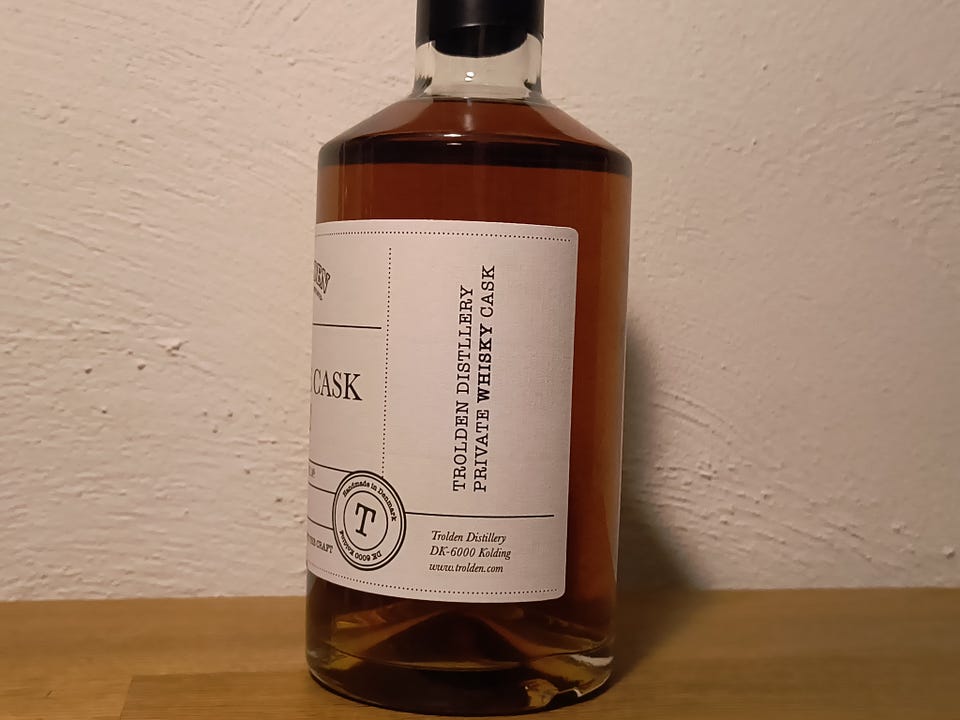 CASK
TROLDEN DISTLLERY
PRIVATE WHISKY CASK
Handmade in Denmark
T
DK 6000 Kolding
CRAFT
Trolden Distillery
DK-6000 Kolding
www.trolden.com